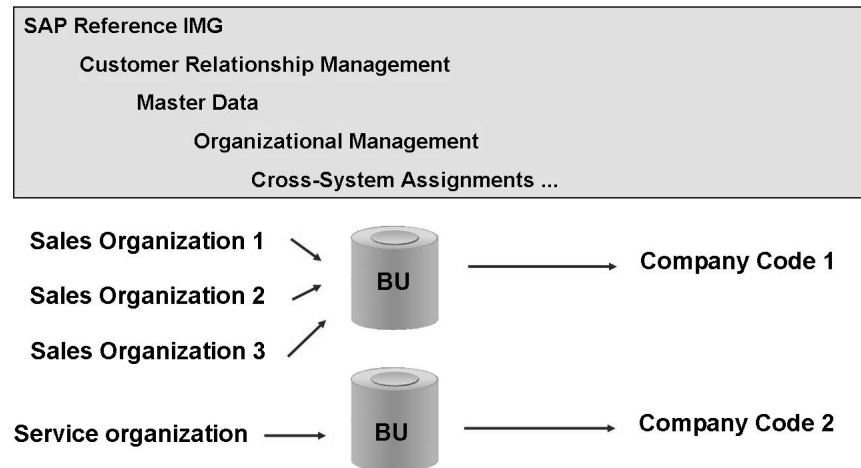 SAP Reference IMG
Customer Relationship Management
Master Data
Organizational Management
Cross-System Assignments ...
Sales Organization 1
Sales Organization 2
Sales Organization 3
BU
Company Code 1
Service organization
BU
Company Code 2